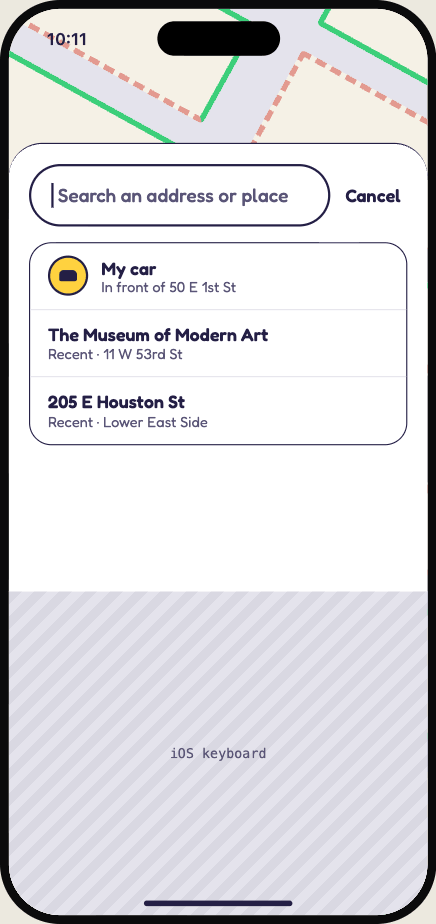 10:11
Search an address or place
Cancel
My car
In front of 50 E 1st St
The Museum of Modern Art
Recent · 11 W 53rd St
205 E Houston St
Recent · Lower East Side
iOS keyboard